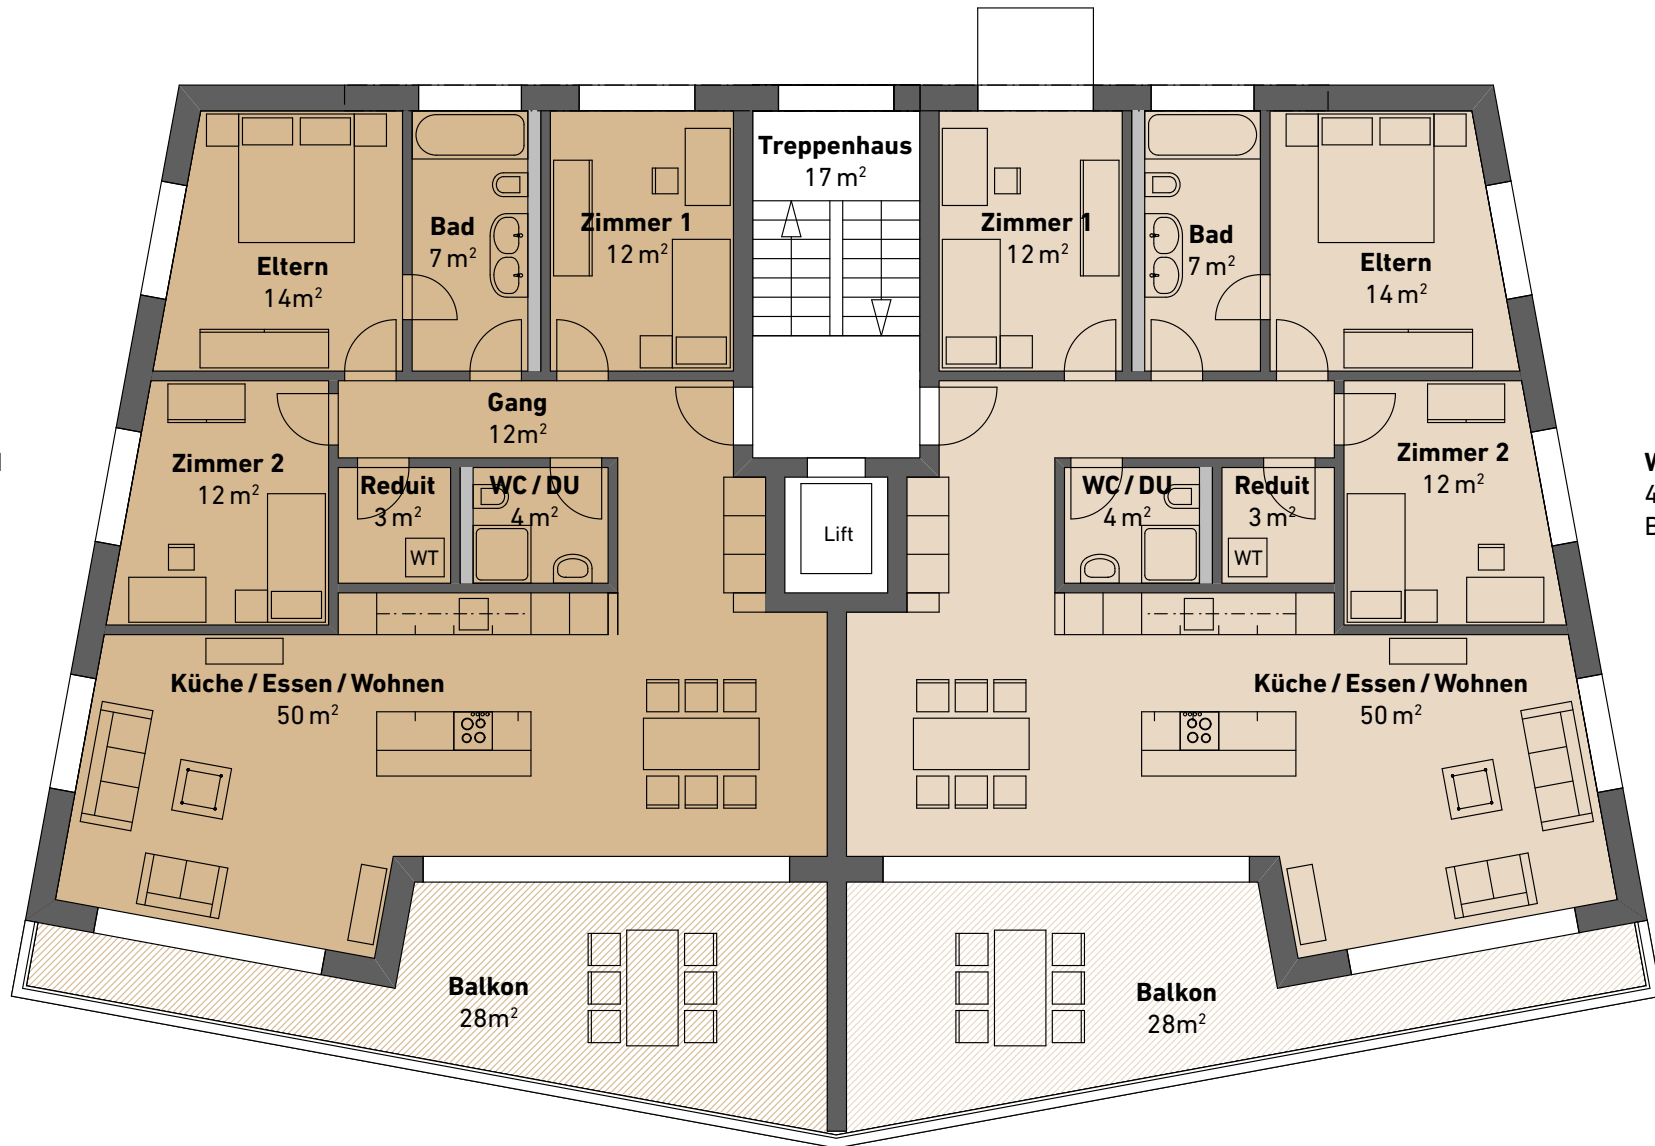 Treppenhaus
17 m²
Eltern
14m²
Bad
7 m²
Zimmer 1
12 m²
Zimmer 1
12 m²
Bad
7 m²
Eltern
14 m²
Gang
12m²
Zimmer 2
12 m²
Reduit
3 m²
WT
WC / DU
4 m²
Lift
WC / DU
4 m²
Reduit
3 m²
WT
Zimmer 2
12 m²
Küche / Essen / Wohnen
50 m²
Küche / Essen / Wohnen
50 m²
Balkon
28m²
Balkon
28m²